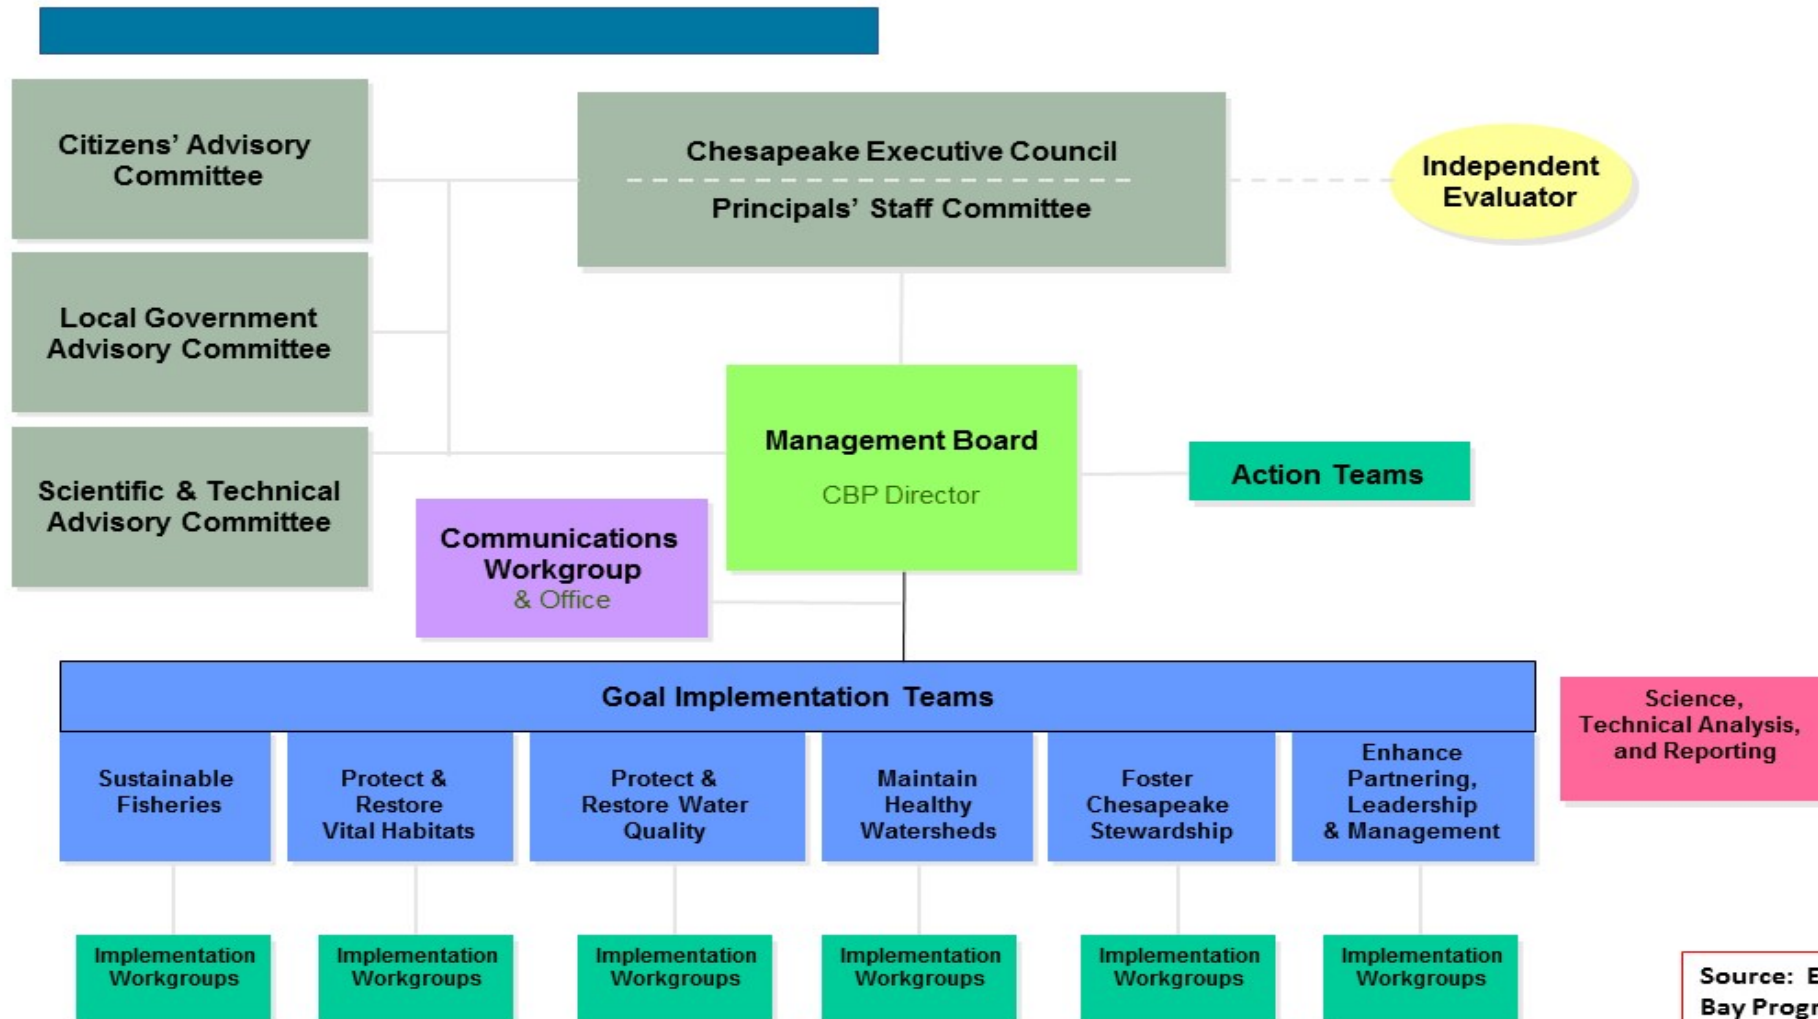 Citizens' Advisory
Committee
Chesapeake Executive Council
Principals' Staff Committee
Independent
Evaluator
Local Government
Advisory Committee
Scientific & Technical
Advisory Committee
Management Board
CBP Director
Action Teams
Communications
Workgroup
& Office
Goal Implementation Teams
Science,
Technical Analysis,
and Reporting
Sustainable
Fisheries
Protect &
Restore
Vital Habitats
Protect &
Restore Water
Quality
Maintain
Healthy
Watersheds
Foster
Chesapeake
Stewardship
Enhance
Partnering,
Leadership
& Management
Implementation
Workgroups
Implementation
Workgroups
Implementation
Workgroups
Implementation
Workgroups
Implementation
Workgroups
Implementation
Workgroups
Source:
Bay